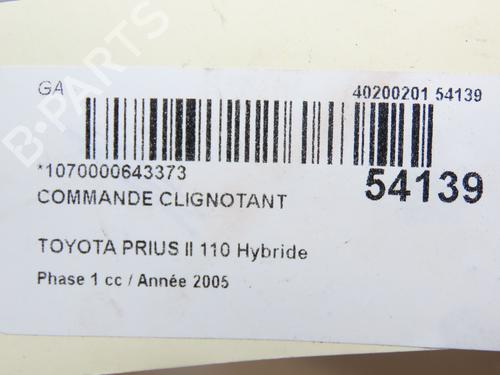 GA
40200201 54139
B-PARTS
*1070000643373
54139
COMMANDE CLIGNOTANT
TOYOTA PRIUS II 110 Hybride
Phase 1 cc / Année 2005